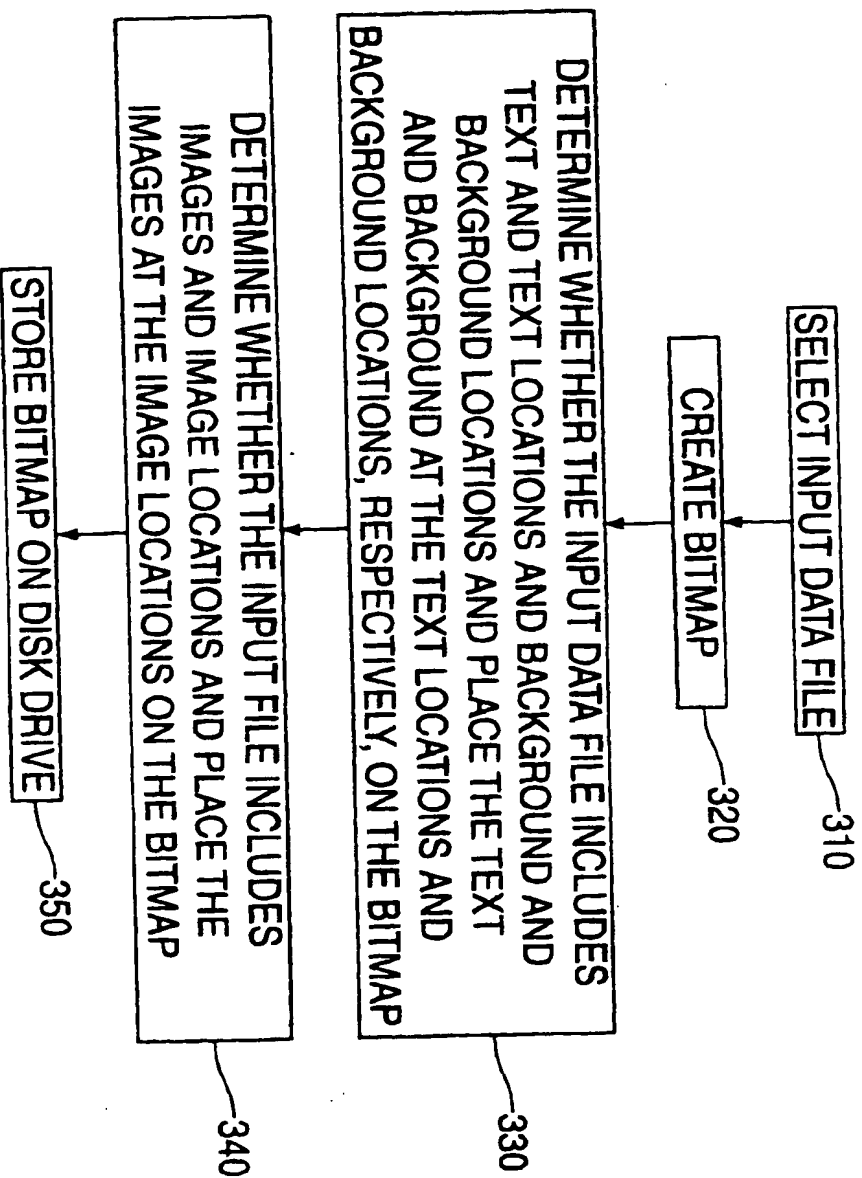 SELECT INPUT DATA FILE
310
CREATE BITMAP
320
DETERMINE WHETHER THE INPUT DATA FILE INCLUDES
TEXT AND TEXT LOCATIONS AND BACKGROUND AND
BACKGROUND LOCATIONS AND PLACE THE TEXT
AND BACKGROUND AT THE TEXT LOCATIONS AND
BACKGROUND LOCATIONS, RESPECTIVELY, ON THE BITMAP
330
DETERMINE WHETHER THE INPUT FILE INCLUDES
IMAGES AND IMAGE LOCATIONS AND PLACE THE
IMAGES AT THE IMAGE LOCATIONS ON THE BITMAP
340
STORE BITMAP ON DISK DRIVE
350